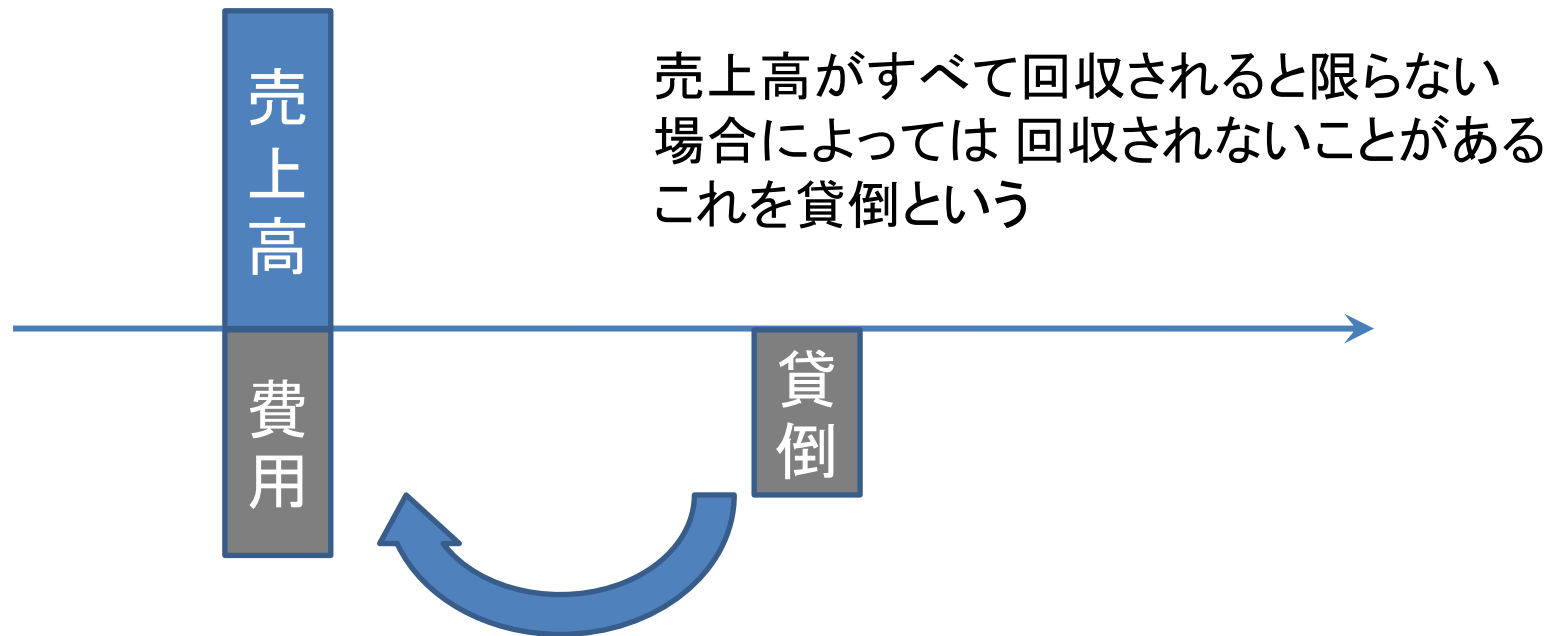 売上高がすべて回収されると限らない
場合によっては 回収されないことがある
これを貸倒という
売上高
費用
貸倒